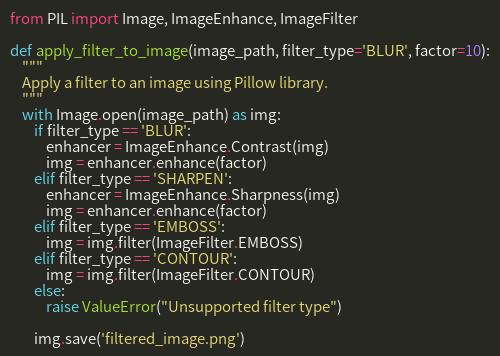 from PIL import Image, ImageEnhance, ImageFilter

def apply_filter_to_image(image_path, filter_type='BLUR', factor=10):
    """
    Apply a filter to an image using Pillow library.
    """
    with Image.open(image_path) as img:
        if filter_type == 'BLUR':
            enhancer = ImageEnhance.Contrast(img)
            img = enhancer.enhance(factor)
        elif filter_type == 'SHARPEN':
            enhancer = ImageEnhance.Sharpness(img)
            img = enhancer.enhance(factor)
        elif filter_type == 'EMBOSS':
            img = img.filter(ImageFilter.EMBOSS)
        elif filter_type == 'CONTOUR':
            img = img.filter(ImageFilter.CONTOUR)
        else:
            raise ValueError("Unsupported filter type")

        img.save('filtered_image.png')